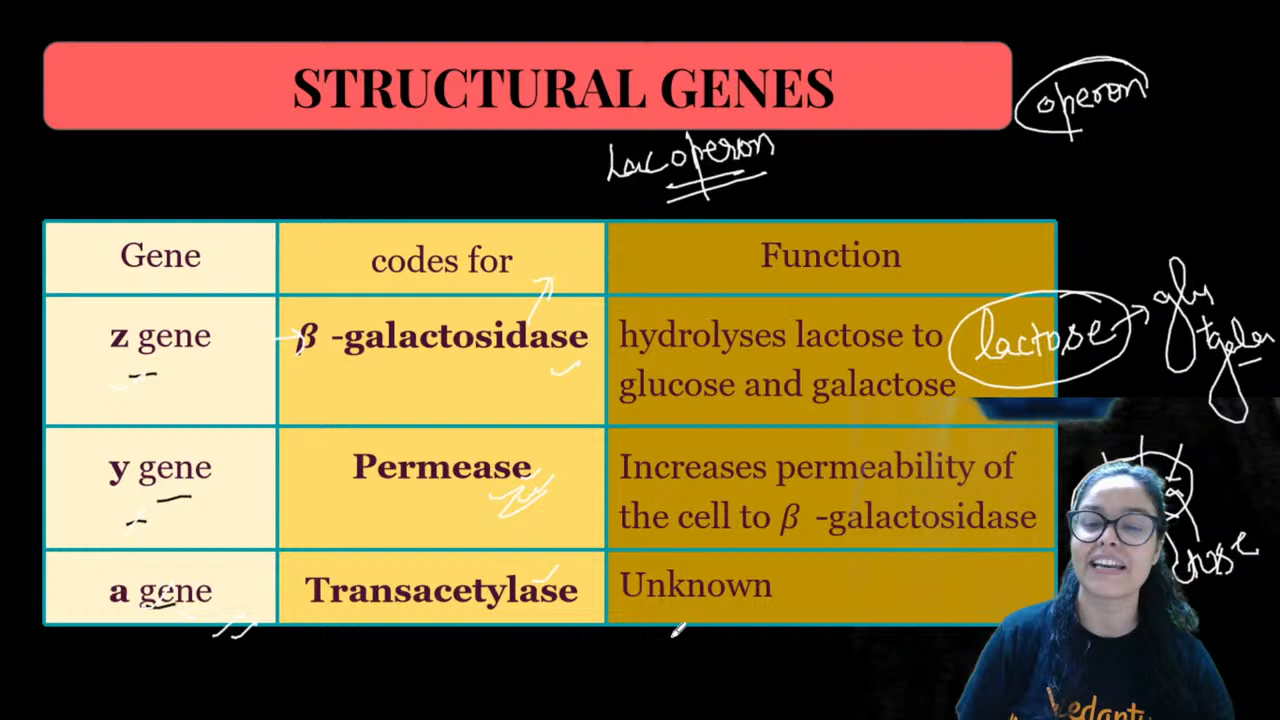 STRUCTURAL GENES
operon
Lac operon
Gene
codes for
Function
z gene
β -galactosidase
hydrolyses lactose to
glucose and galactose
lactose
glu
y gene
Permease
Increases permeability of
the cell to β -galactosidase
a gene
Transacetylase
Unknown